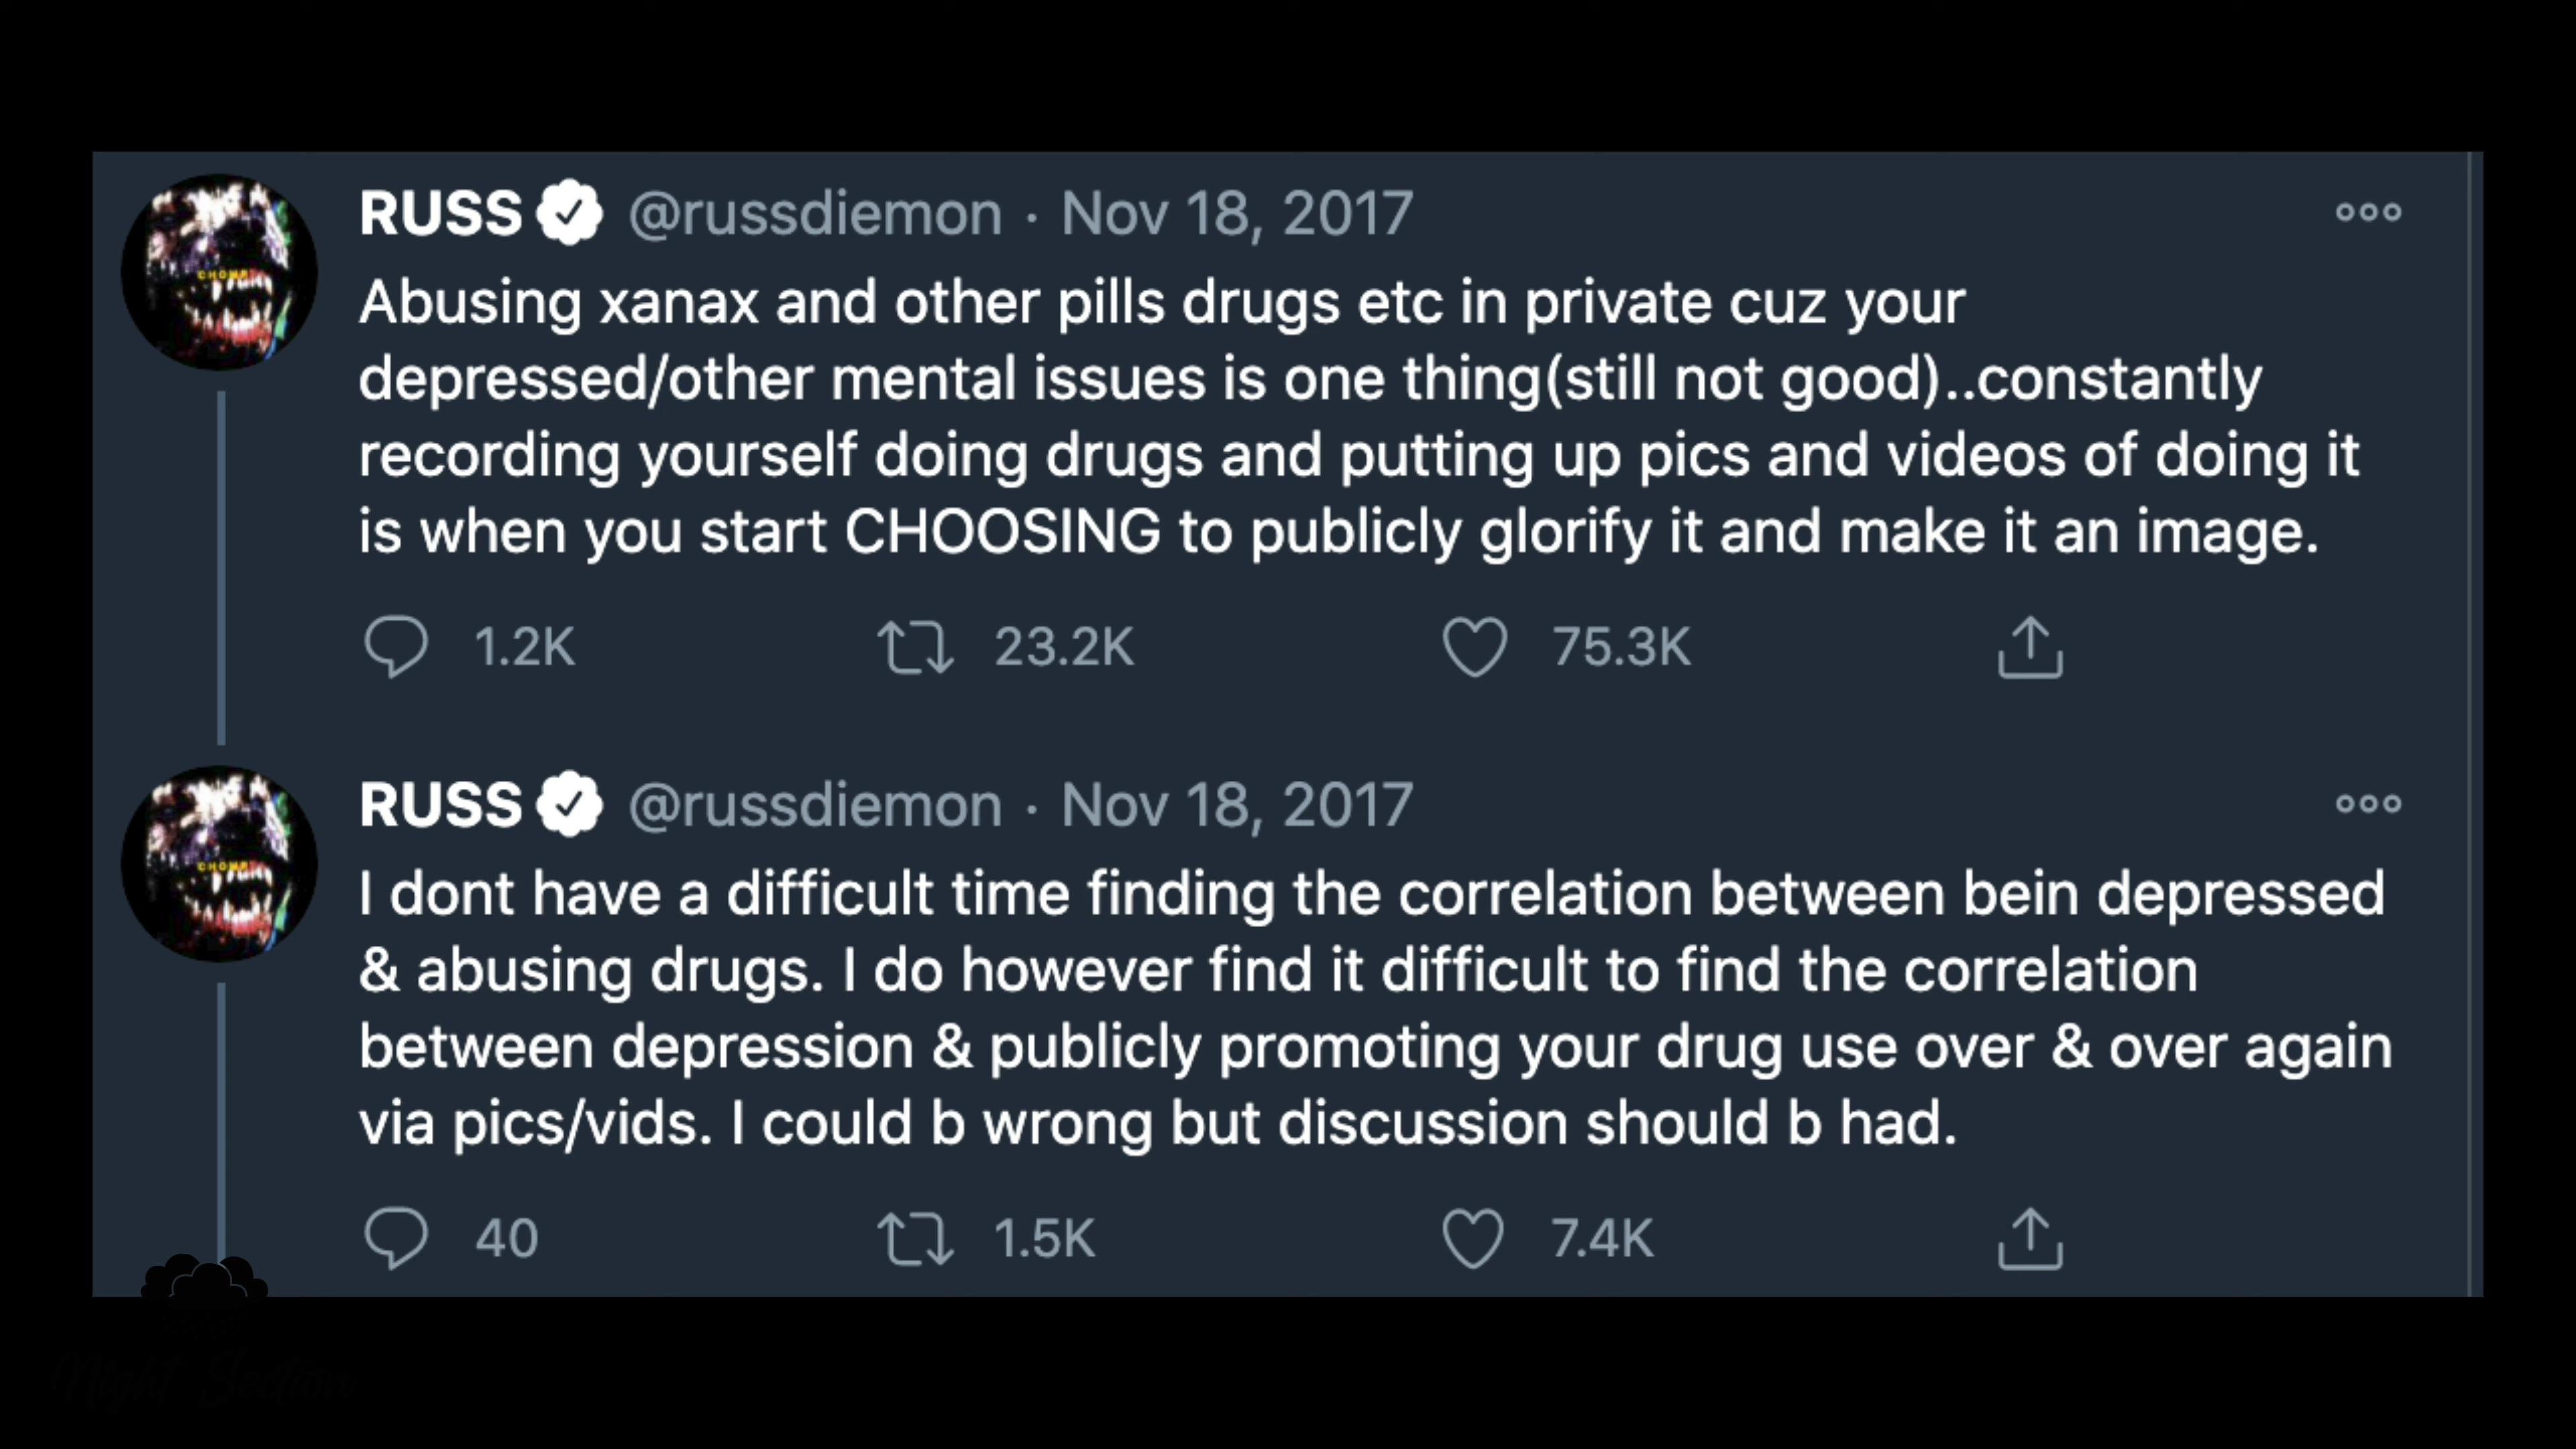 RUSS @russdiemon · Nov 18, 2017
Abusing xanax and other pills drugs etc in private cuz your
depressed/other mental issues is one thing(still not good)..constantly
recording yourself doing drugs and putting up pics and videos of doing it
is when you start CHOOSING to publicly glorify it and make it an image.
1.2K 23.2K 75.3K
RUSS @russdiemon · Nov 18, 2017
I dont have a difficult time finding the correlation between bein depressed
& abusing drugs. I do however find it difficult to find the correlation
between depression & publicly promoting your drug use over & over again
via pics/vids. I could b wrong but discussion should b had.
40 1.5K 7.4K
Night